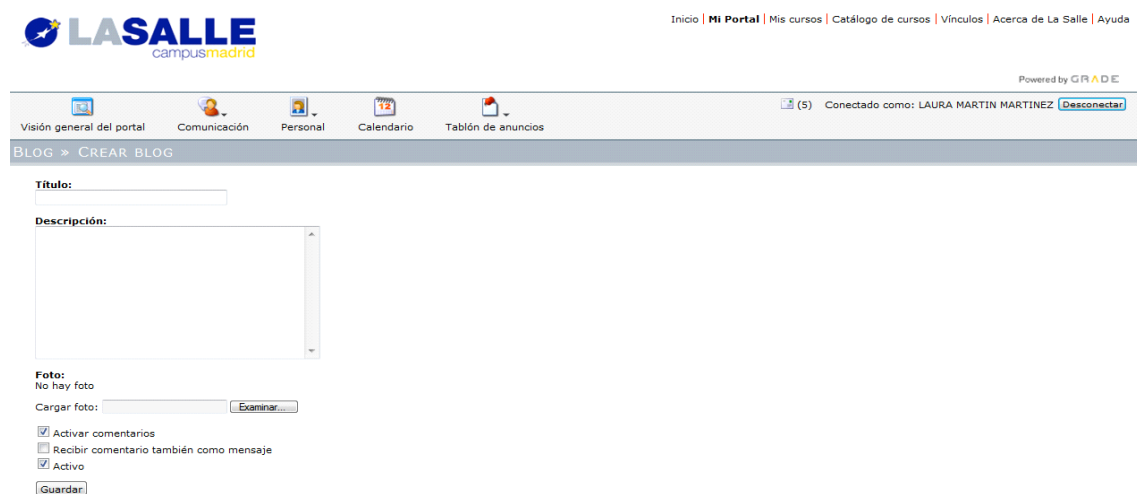 LASALLE
campusmadrid
Inicio | Mi Portal | Mis cursos | Catálogo de cursos | Vínculos | Acerca de La Salle | Ayuda
Powered by GRADE
12
(5) Conectado como: LAURA MARTIN MARTINEZ Desconectar
Visión general del portal Comunicación Personal Calendario Tablón de anuncios
BLOG » CREAR BLOG
Título:
Descripción:
Foto:
No hay foto
Cargar foto: Examinar...
Activar comentarios
Recibir comentario también como mensaje
Activo
Guardar